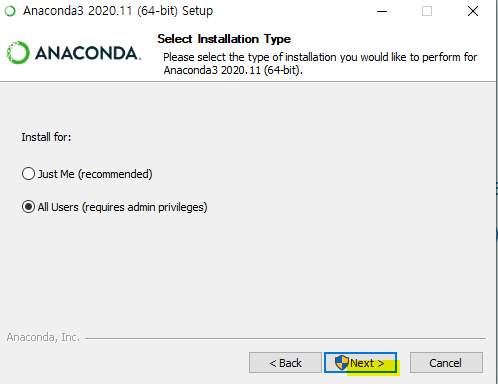 Anaconda3 2020.11 (64-bit) Setup
ANACONDA.
Select Installation Type
Please select the type of installation you would like to perform for
Anaconda3 2020.11 (64-bit).
Install for:
Just Me (recommended)
All Users (requires admin privileges)
Anaconda, Inc.
< Back
Next >
Cancel